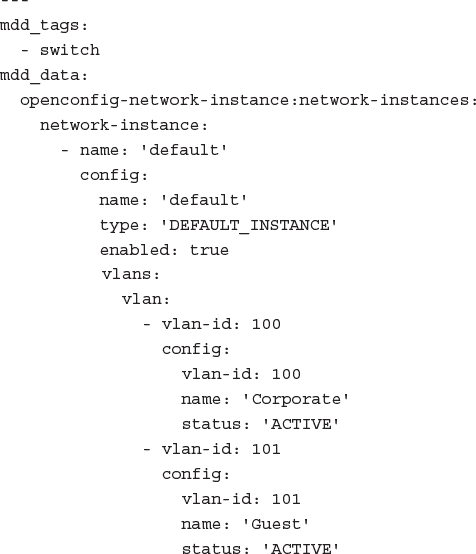 ---
mdd_tags:
  - switch
mdd_data:
  openconfig-network-instance:network-instances:
    network-instance:
      - name: 'default'
        config:
          name: 'default'
          type: 'DEFAULT_INSTANCE'
          enabled: true
          vlans:
            vlan:
              - vlan-id: 100
                config:
                  vlan-id: 100
                  name: 'Corporate'
                  status: 'ACTIVE'
              - vlan-id: 101
                config:
                  vlan-id: 101
                  name: 'Guest'
                  status: 'ACTIVE'